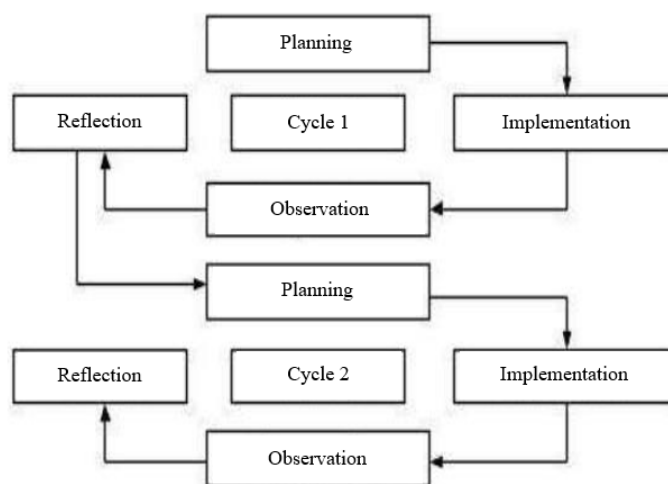 Planning
Reflection
Cycle 1
Implementation
Observation
Planning
Reflection
Cycle 2
Implementation
Observation